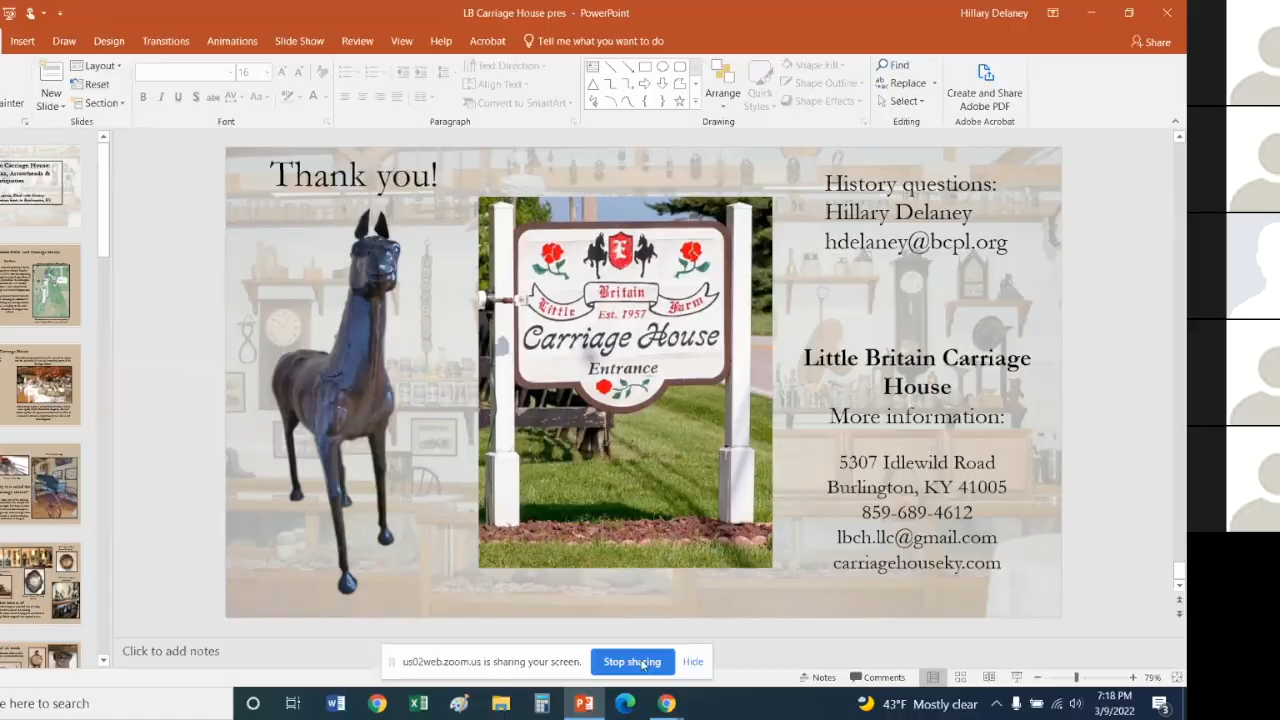 LB Carriage House pres - PowerPoint
Hillary Delaney
Insert Draw Design Transitions Animations Slide Show Review View Help Acrobat Tell me what you want to do
Share
New
Slide
Layout
Reset
Section
Slides
16
Font
Text Direction
Align Text
Convert to SmartArt
Paragraph
Arrange
Quick
Styles
Shape Fill
Shape Outline
Shape Effects
Drawing
Find
Replace
Select
Editing
Create and Share
Adobe PDF
Adobe Acrobat
Thank you!
Little Britain Farm
Est. 1957
Carriage House
Entrance
History questions:
Hillary Delaney
hdelaney@bcpl.org
Little Britain Carriage
House
More information:
5307 Idlewild Road
Burlington, KY 41005
859-689-4612
lbch.llc@gmail.com
carriagehouseky.com
Click to add notes
us02web.zoom.us is sharing your screen.
Stop sharing
Hide
Notes
Comments
79%
here to search
43°F Mostly clear
7:18 PM
3/9/2022
3